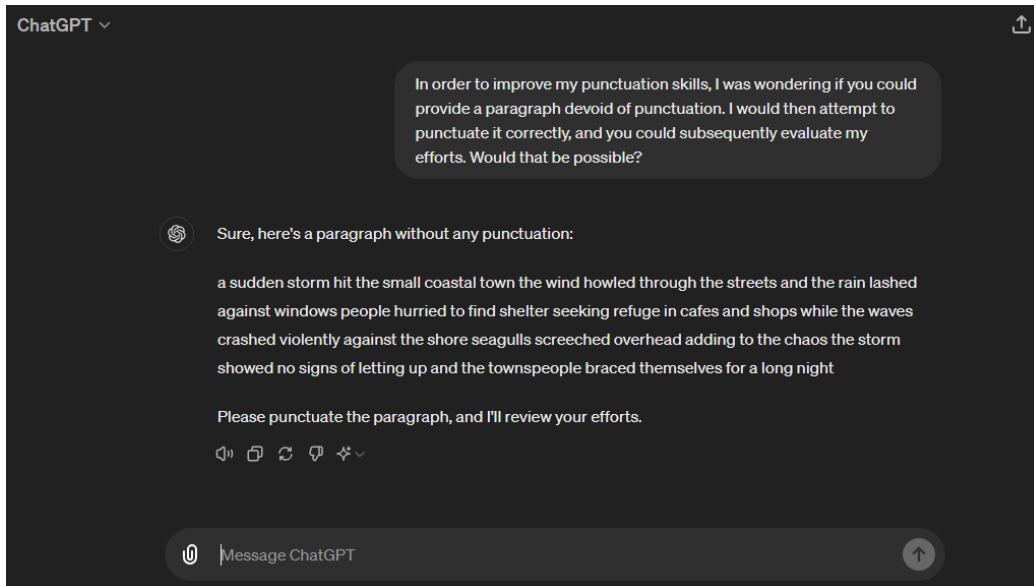 ChatGPT
In order to improve my punctuation skills, I was wondering if you could
provide a paragraph devoid of punctuation. I would then attempt to
punctuate it correctly, and you could subsequently evaluate my
efforts. Would that be possible?
Sure, here's a paragraph without any punctuation:
a sudden storm hit the small coastal town the wind howled through the streets and the rain lashed
against windows people hurried to find shelter seeking refuge in cafes and shops while the waves
crashed violently against the shore seagulls screeched overhead adding to the chaos the storm
showed no signs of letting up and the townspeople braced themselves for a long night
Please punctuate the paragraph, and I'll review your efforts.
Message ChatGPT